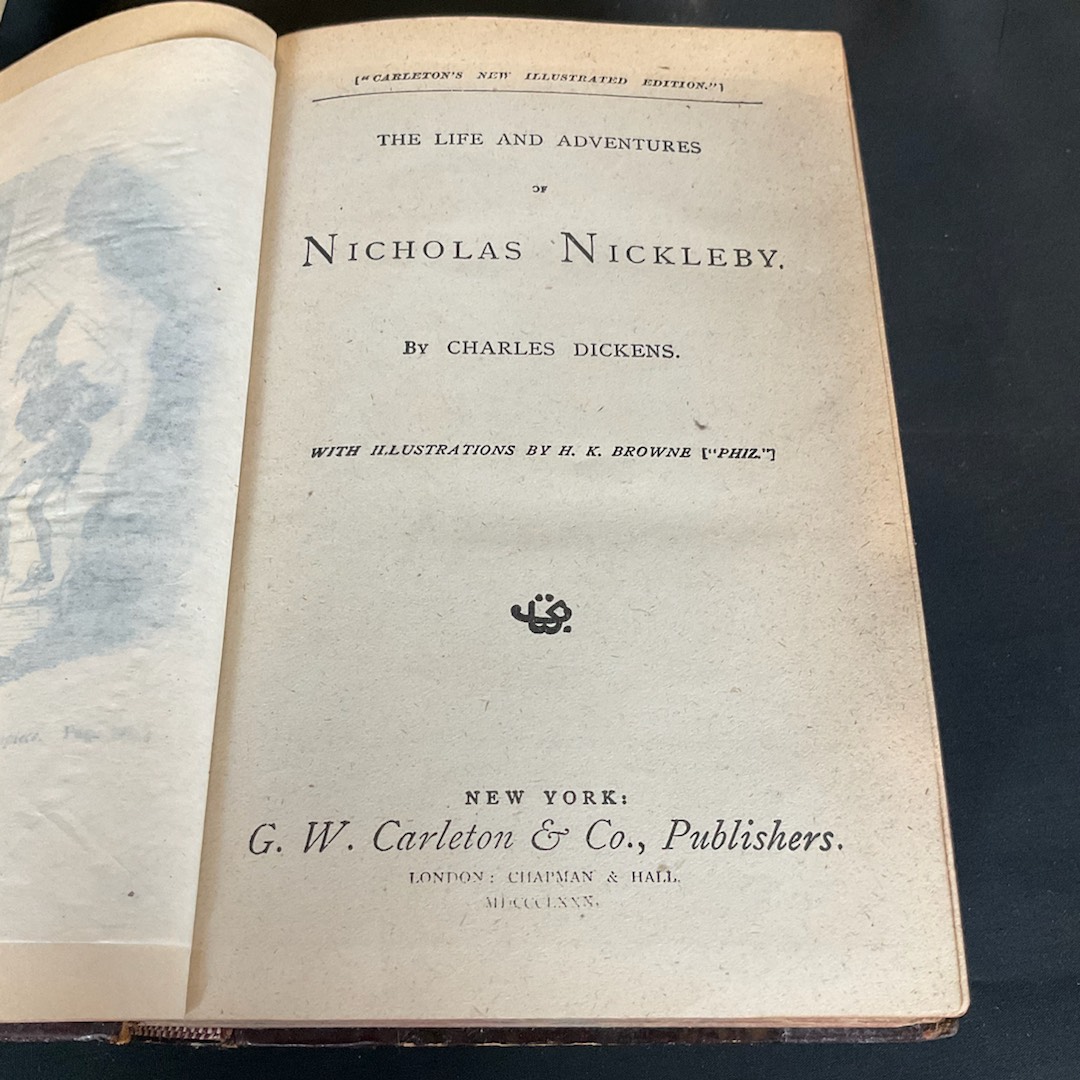 ["CARLETON'S NEW ILLUSTRATED EDITION."]
THE LIFE AND ADVENTURES
OF
NICHOLAS NICKLEBY.
BY CHARLES DICKENS.
WITH ILLUSTRATIONS BY H. K. BROWNE ["PHIZ."]
NEW YORK:
G. W. Carleton & Co., Publishers.
LONDON: CHAPMAN & HALL.
MDCCCLXXX.